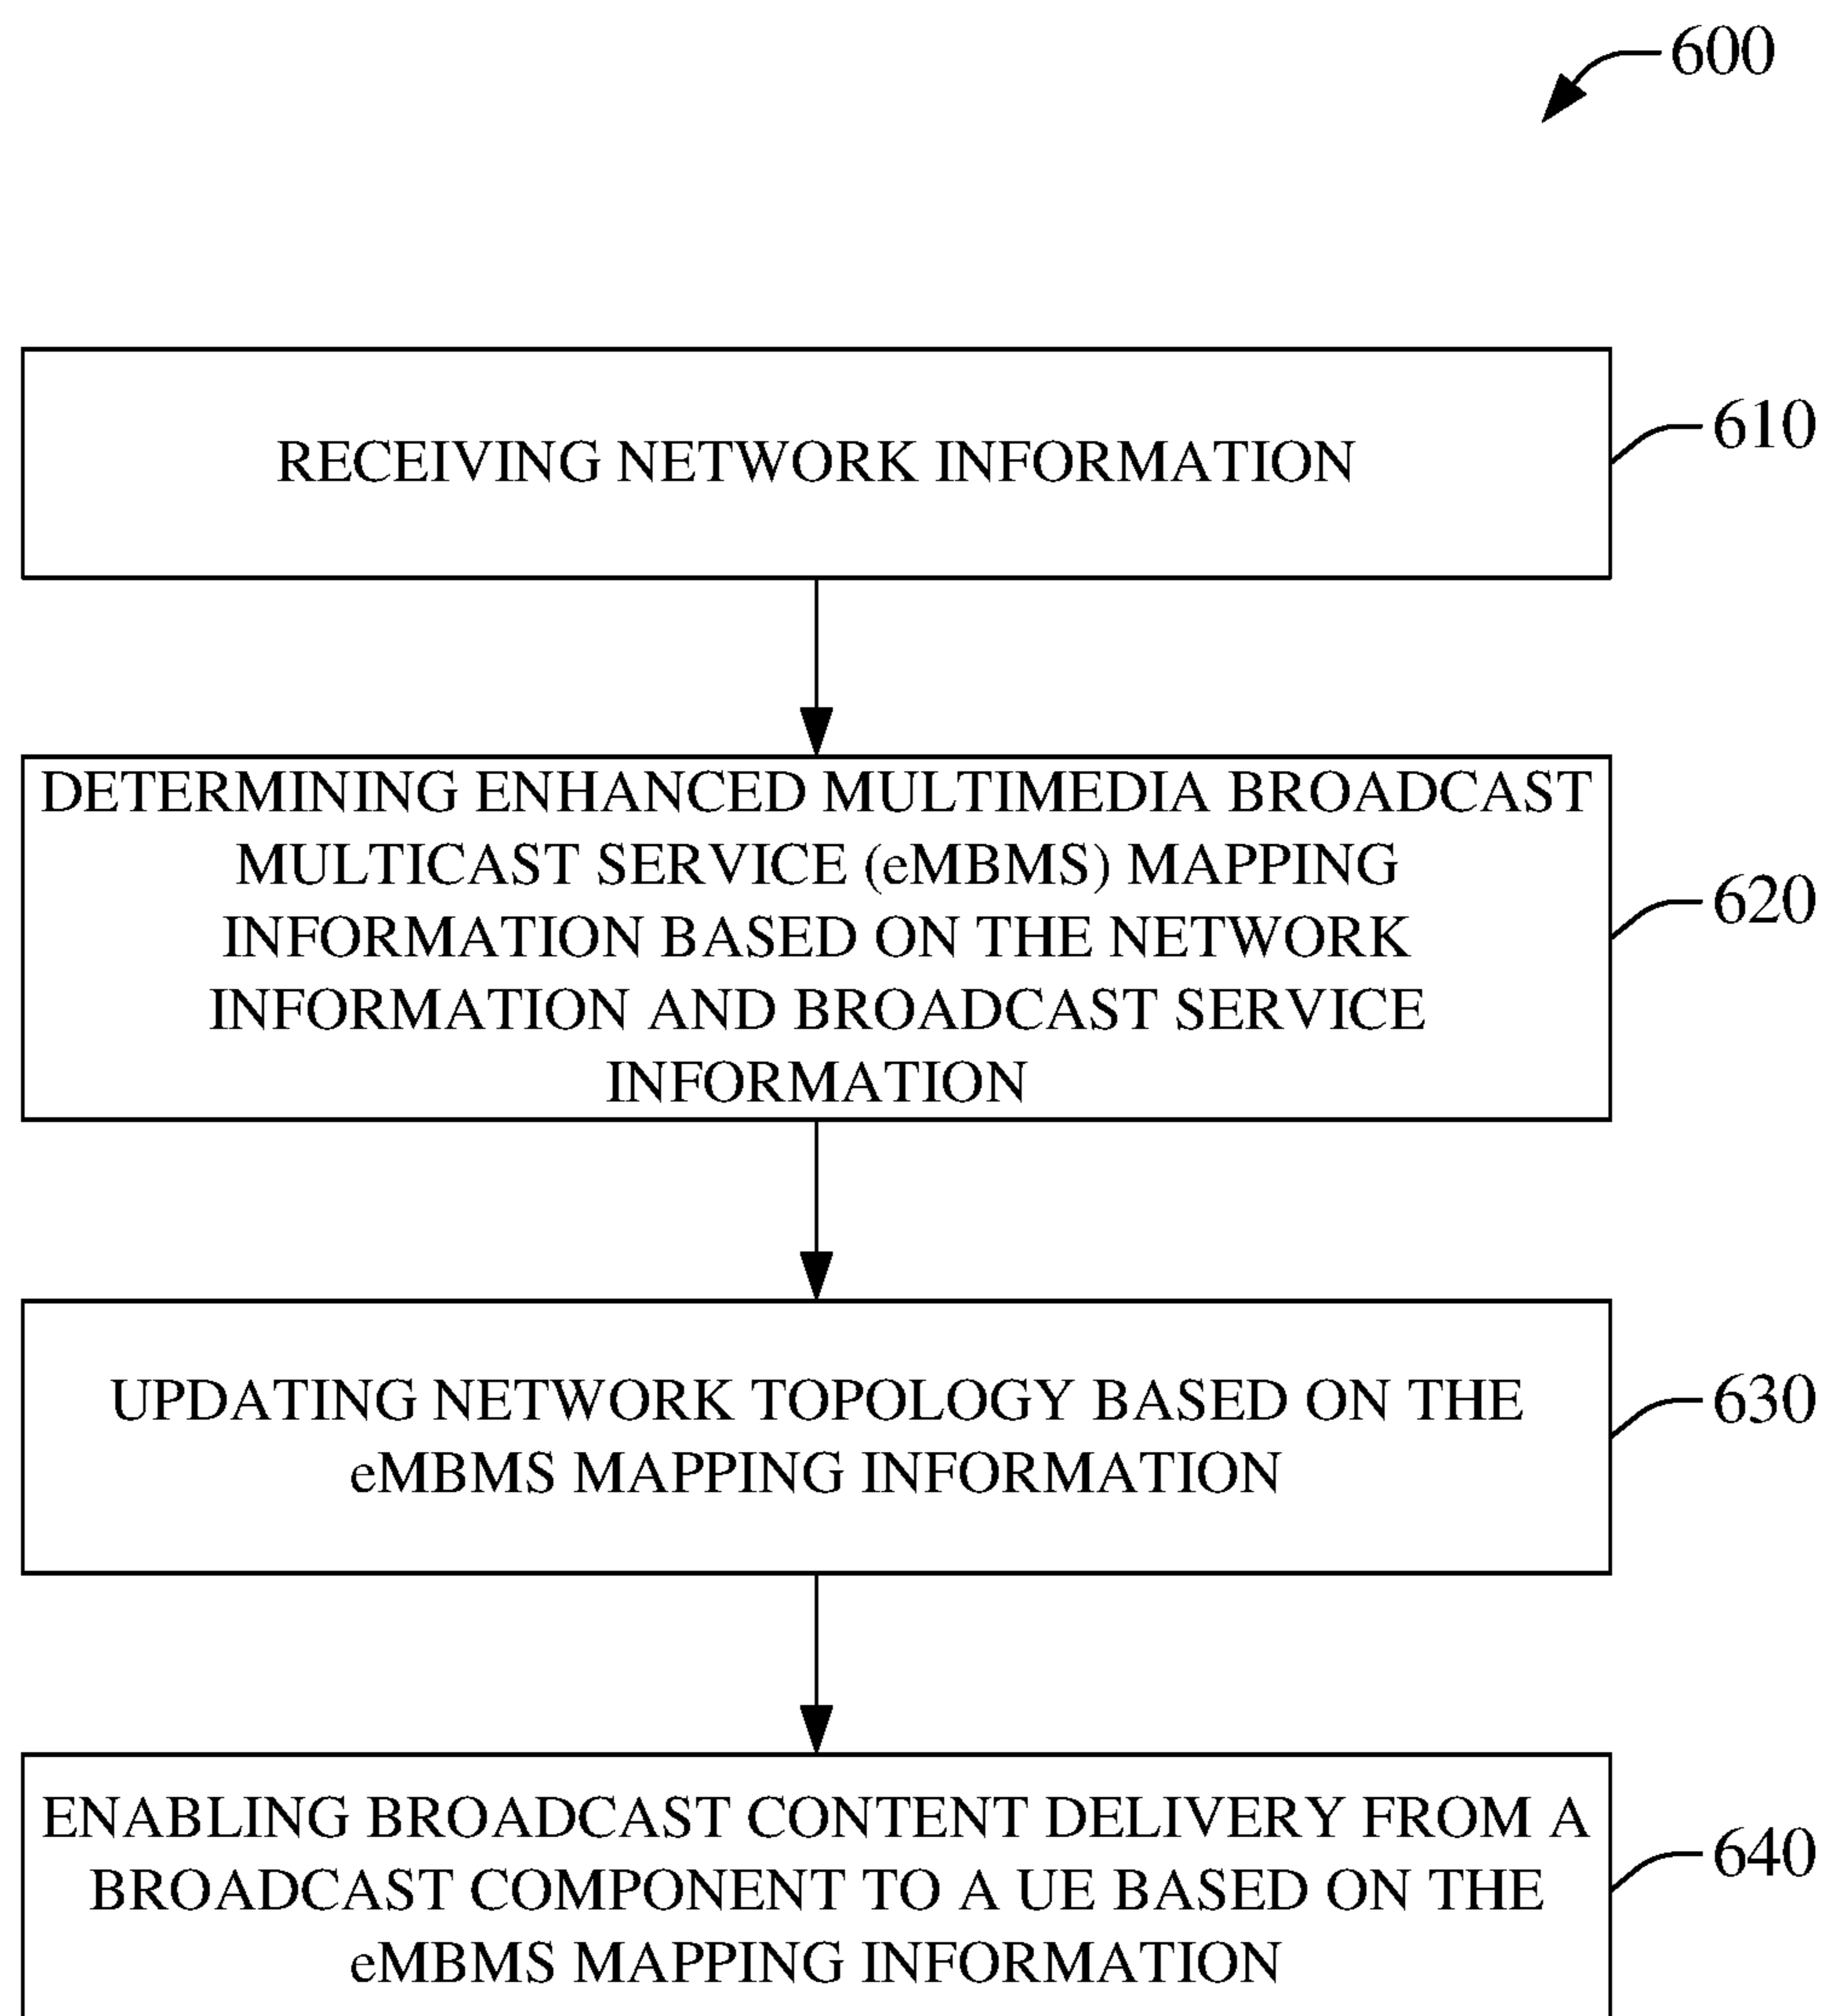 600
RECEIVING NETWORK INFORMATION
610
DETERMINING ENHANCED MULTIMEDIA BROADCAST
MULTICAST SERVICE (eMBMS) MAPPING
INFORMATION BASED ON THE NETWORK
INFORMATION AND BROADCAST SERVICE
INFORMATION
620
UPDATING NETWORK TOPOLOGY BASED ON THE
eMBMS MAPPING INFORMATION
630
ENABLING BROADCAST CONTENT DELIVERY FROM A
BROADCAST COMPONENT TO A UE BASED ON THE
eMBMS MAPPING INFORMATION
640